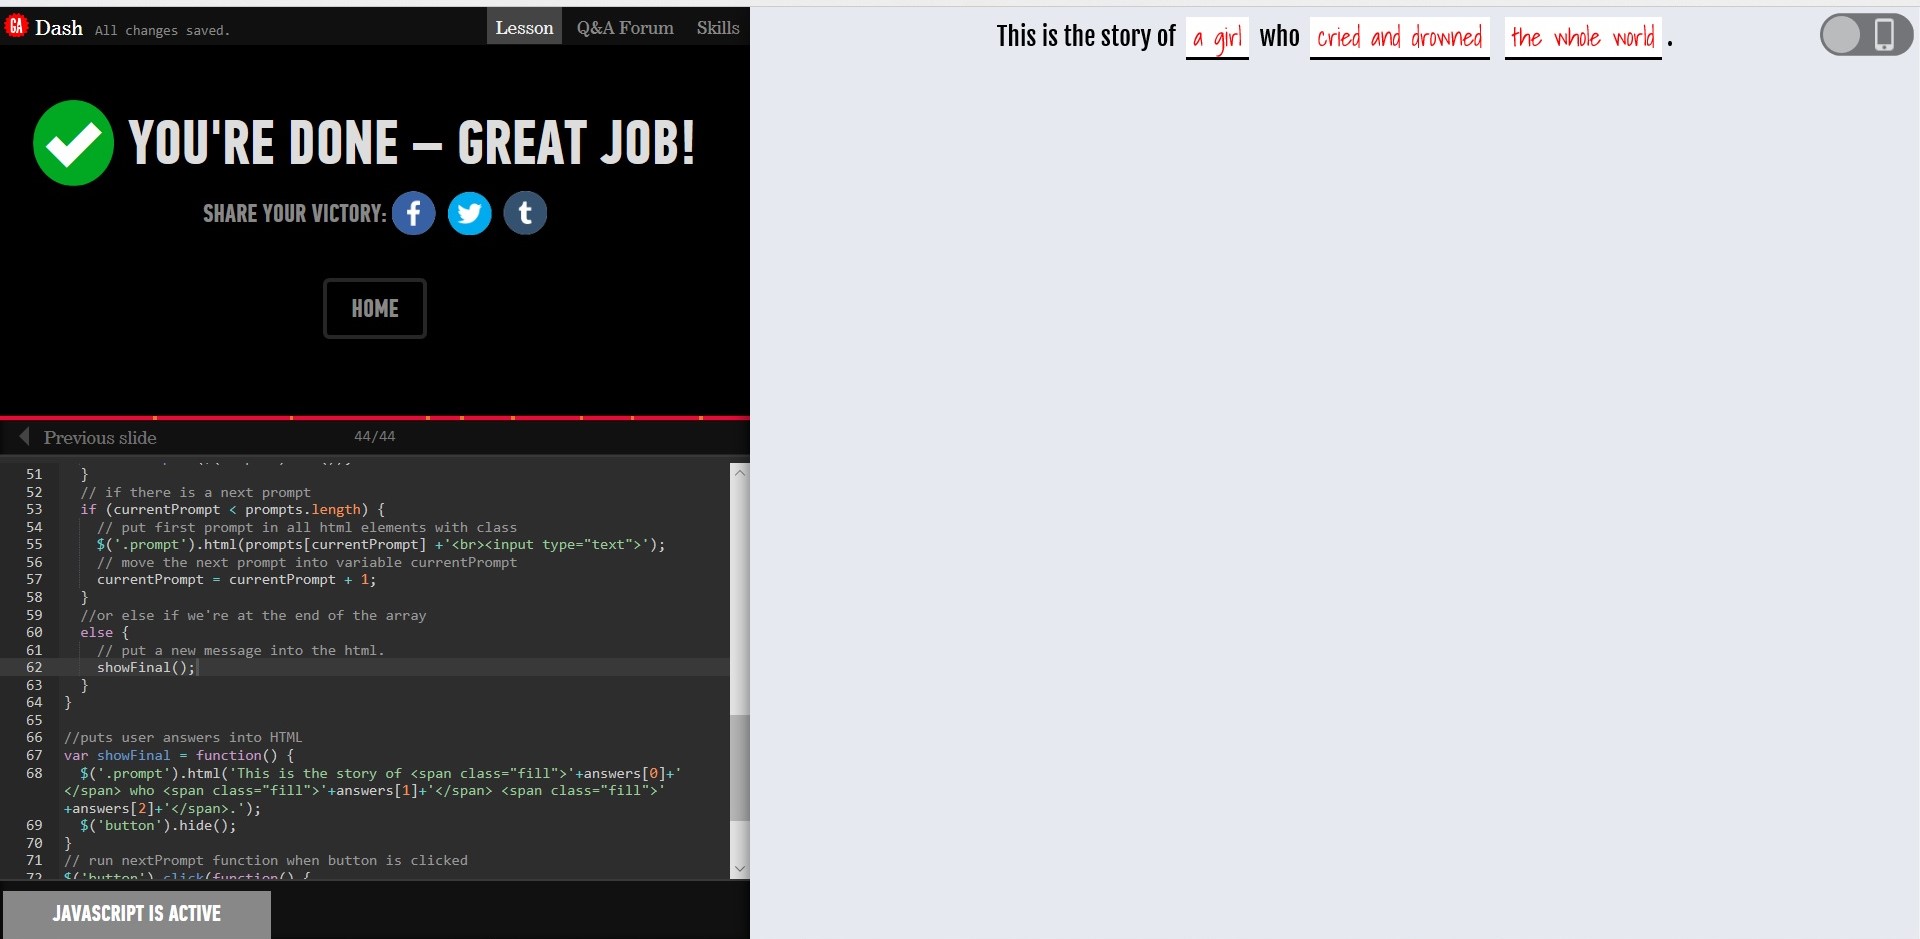 GA Dash All changes saved. Lesson Q&A Forum Skills
YOU'RE DONE – GREAT JOB!
SHARE YOUR VICTORY: f t
HOME
Previous slide 44/44
51 }
52 // if there is a next prompt
53 if (currentPrompt < prompts.length) {
54 // put first prompt in all html elements with class
55 $('.prompt').html(prompts[currentPrompt] +'<br><input type="text">');
56 // move the next prompt into variable currentPrompt
57 currentPrompt = currentPrompt + 1;
58 }
59 //or else if we're at the end of the array
60 else {
61 // put a new message into the html.
62 showFinal();
63 }
64 }
65
66 //puts user answers into HTML
67 var showFinal = function() {
68 $('.prompt').html('This is the story of <span class="fill">'+answers[0]+'
</span> who <span class="fill">'+answers[1]+'</span> <span class="fill">'
+answers[2]+'</span>.');
69 $('button').hide();
70 }
71 // run nextPrompt function when button is clicked
72 $('button').click(function() {
JAVASCRIPT IS ACTIVE
This is the story of a girl who cried and drowned the whole world .